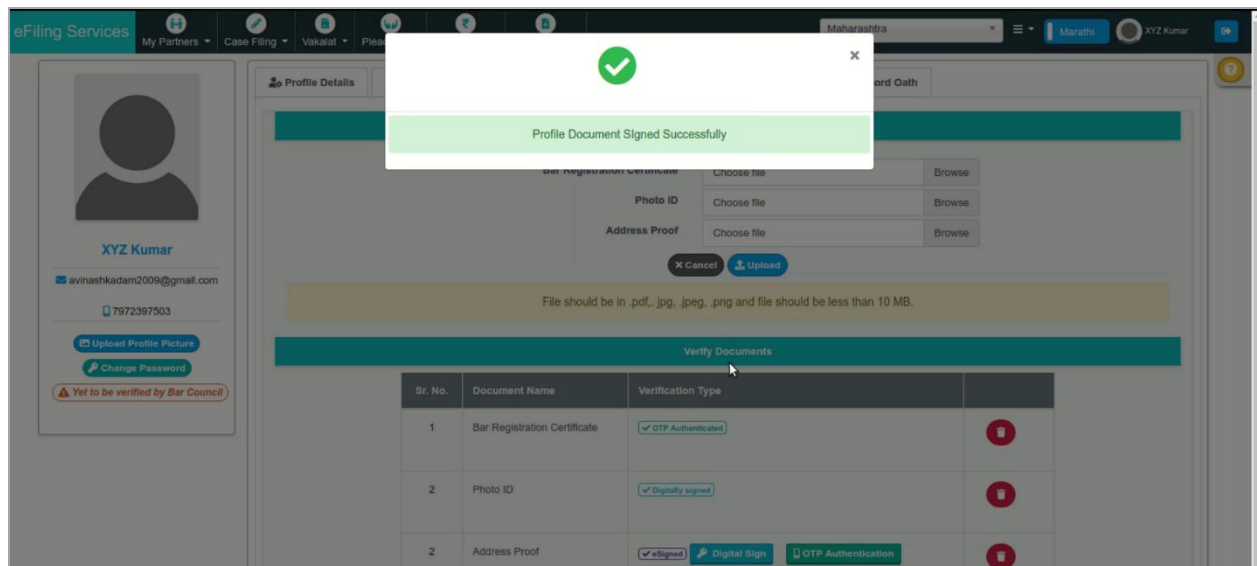 eFiling Services
My Partners
Case Filing
Vakalat
Maharashtra
Marathi
XYZ Kumar
×
Profile Details
ord Oath
Profile Document SIgned Successfully
Bar Registration Certificate Choose file Browse
Photo ID Choose file Browse
Address Proof Choose file Browse
Cancel Upload
File should be in .pdf,. jpg, .jpeg, .png and file should be less than 10 MB.
XYZ Kumar
avinashkadam2009@gmail.com
7972397503
Upload Profile Picture
Change Password
Yet to be verified by Bar Council
Verify Documents
Sr. No. Document Name Verification Type
1 Bar Registration Certificate OTP Authenticated
2 Photo ID Digitally signed
2 Address Proof eSigned Digital Sign OTP Authentication